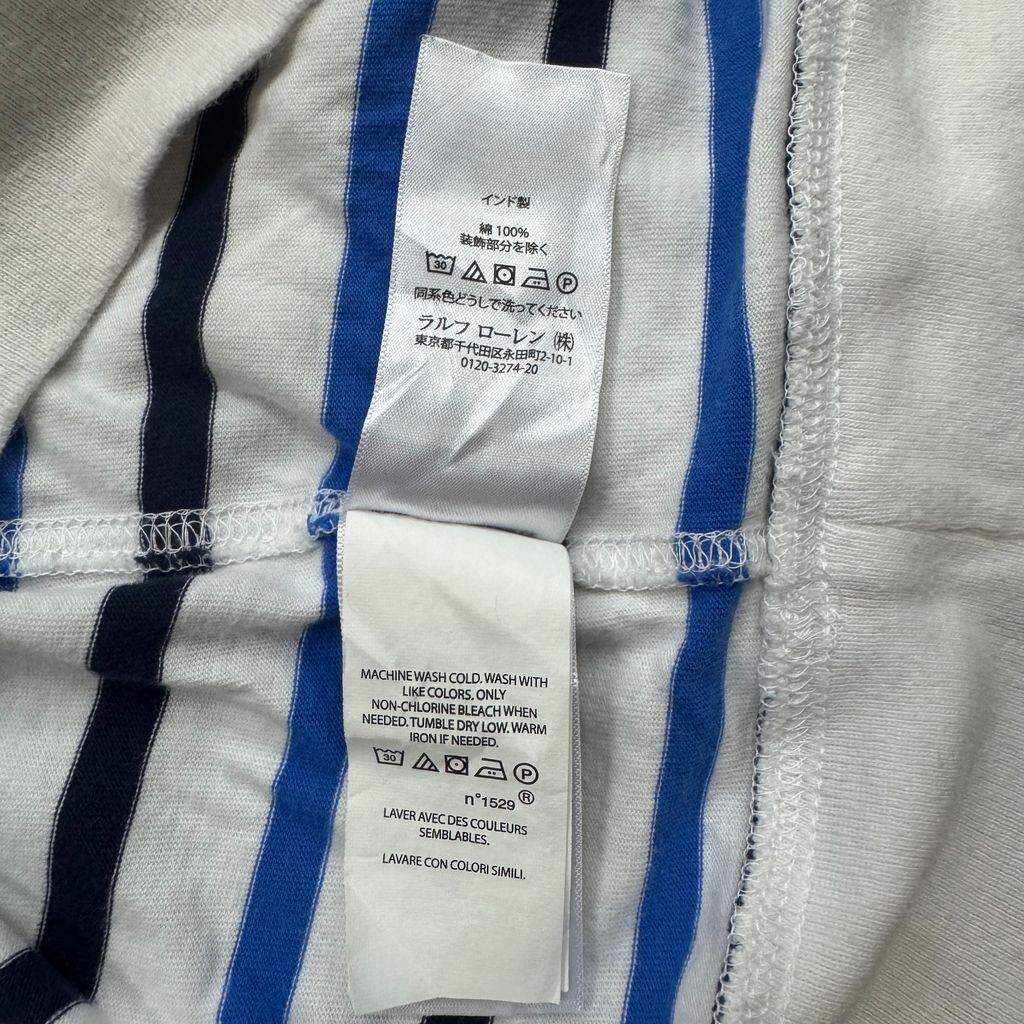 インド製
綿 100%
装飾部分を除く
30 P
同系色どうしで洗ってください
ラルフ ローレン (株)
東京都千代田区永田町2-10-1
0120-3274-20
MACHINE WASH COLD. WASH WITH
LIKE COLORS. ONLY
NON-CHLORINE BLEACH WHEN
NEEDED. TUMBLE DRY LOW. WARM
IRON IF NEEDED.
30 P
n°1529 ®
LAVER AVEC DES COULEURS
SEMBLABLES.
LAVARE CON COLORI SIMILI.